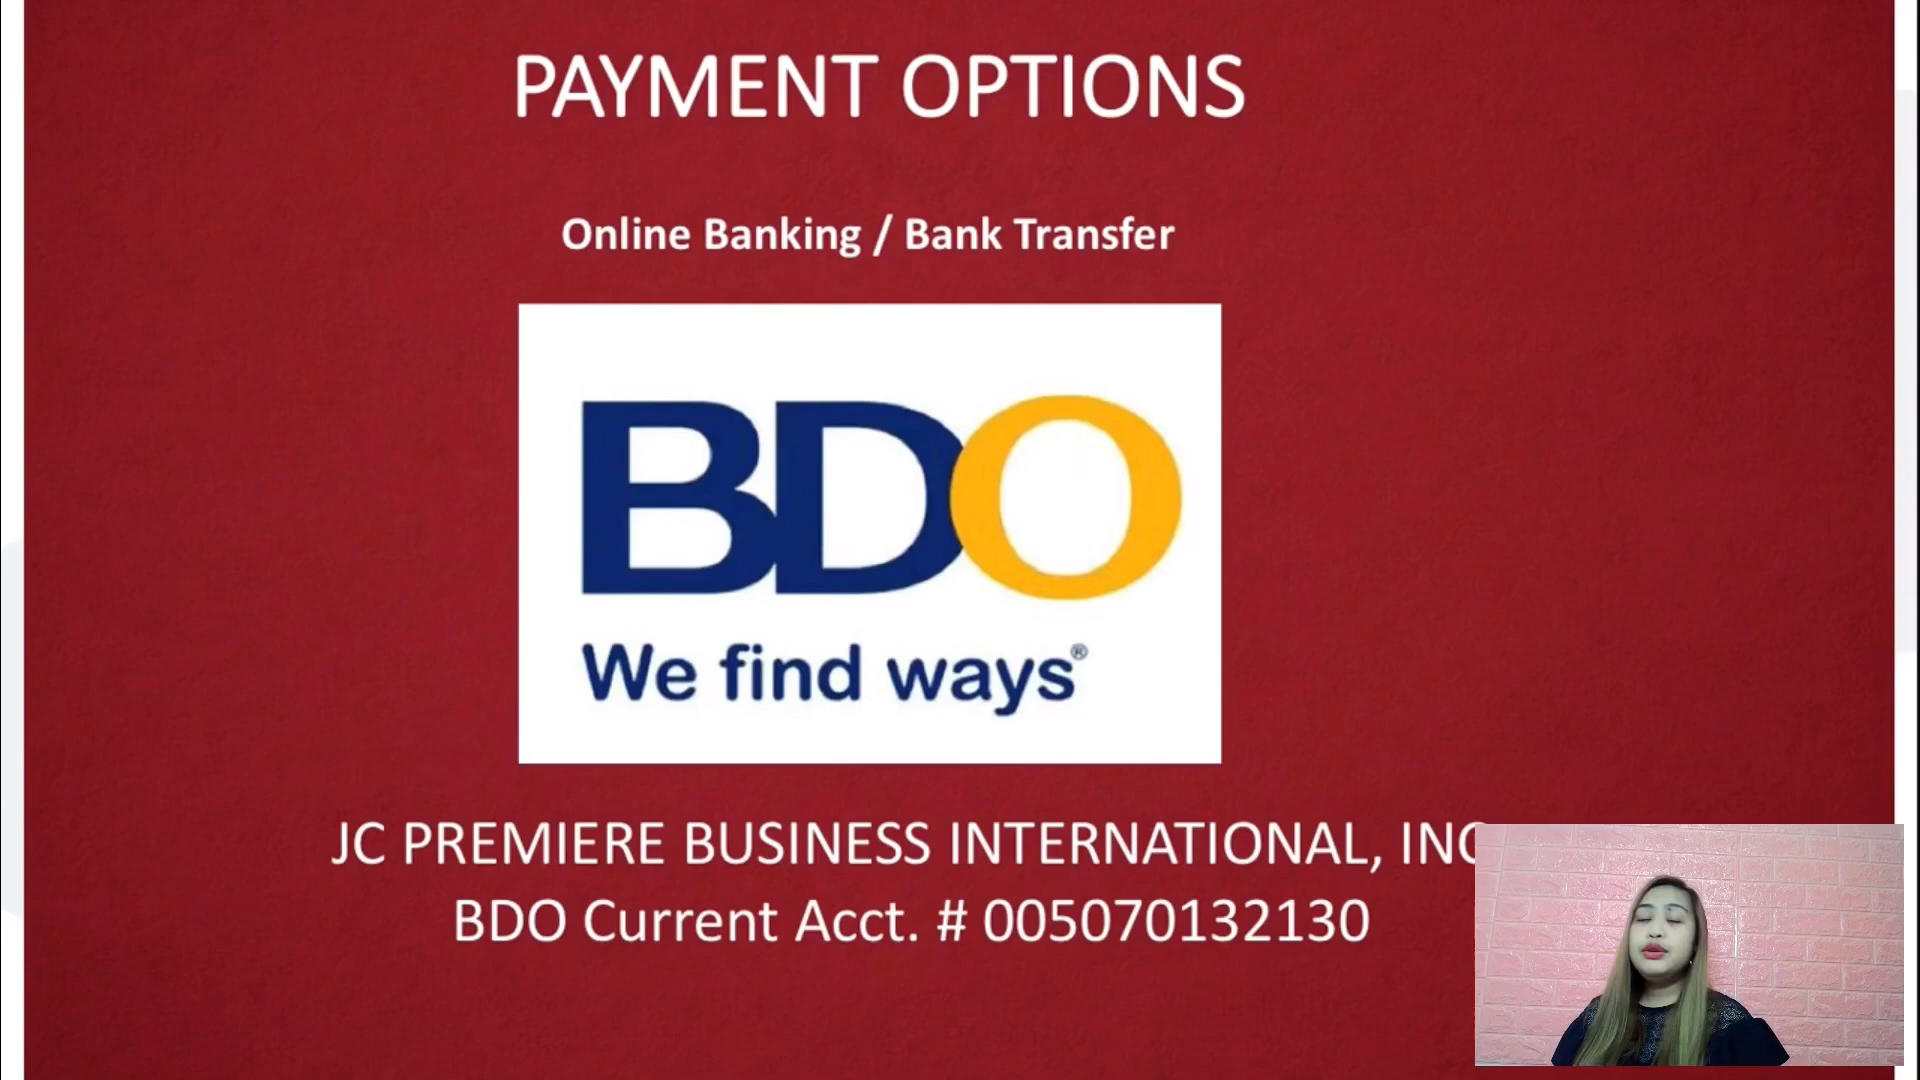 PAYMENT OPTIONS
Online Banking / Bank Transfer
BDO
We find ways®
JC PREMIERE BUSINESS INTERNATIONAL, INC
BDO Current Acct. # 005070132130